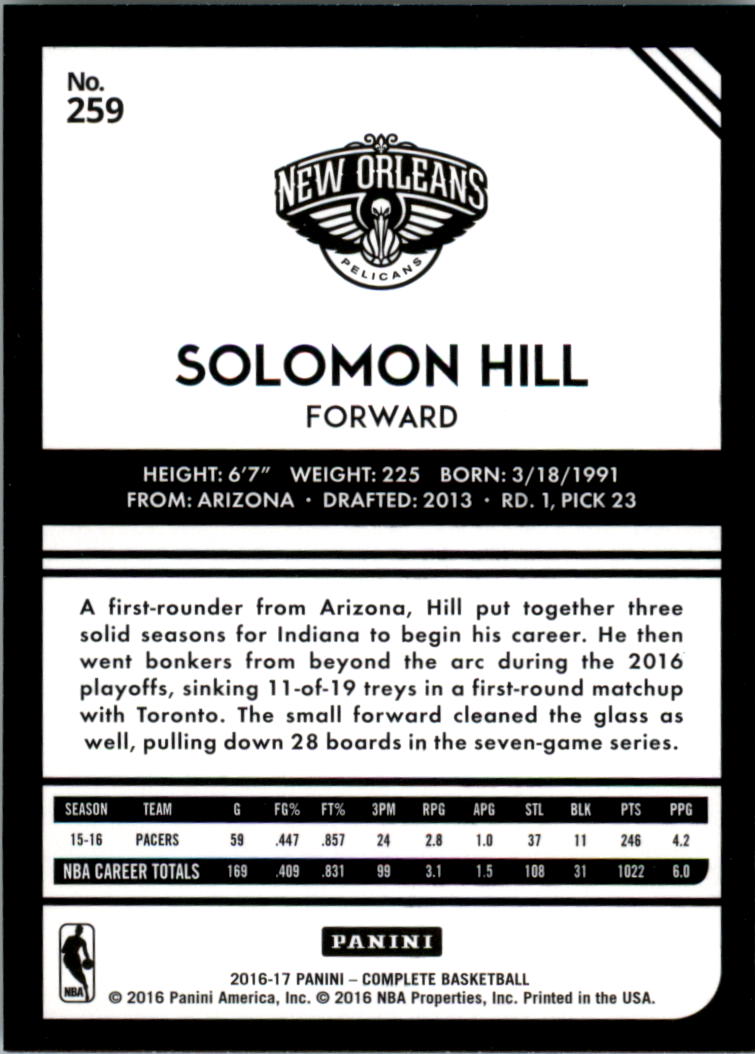 No.
259
NEW ORLEANS
PELICANS
SOLOMON HILL
FORWARD
HEIGHT: 6'7" WEIGHT: 225 BORN: 3/18/1991
FROM: ARIZONA · DRAFTED: 2013 · RD. 1, PICK 23
A first-rounder from Arizona, Hill put together three
solid seasons for Indiana to begin his career. He then
went bonkers from beyond the arc during the 2016
playoffs, sinking 11-of-19 treys in a first-round matchup
with Toronto. The small forward cleaned the glass as
well, pulling down 28 boards in the seven-game series.
SEASON TEAM G FG% FT% 3PM RPG APG STL BLK PTS PPG
15-16 PACERS 59 .447 .857 24 2.8 1.0 37 11 246 4.2
NBA CAREER TOTALS 169 .409 .831 99 3.1 1.5 108 31 1022 6.0
PANINI
NBA
2016-17 PANINI – COMPLETE BASKETBALL
© 2016 Panini America, Inc. © 2016 NBA Properties, Inc. Printed in the USA.